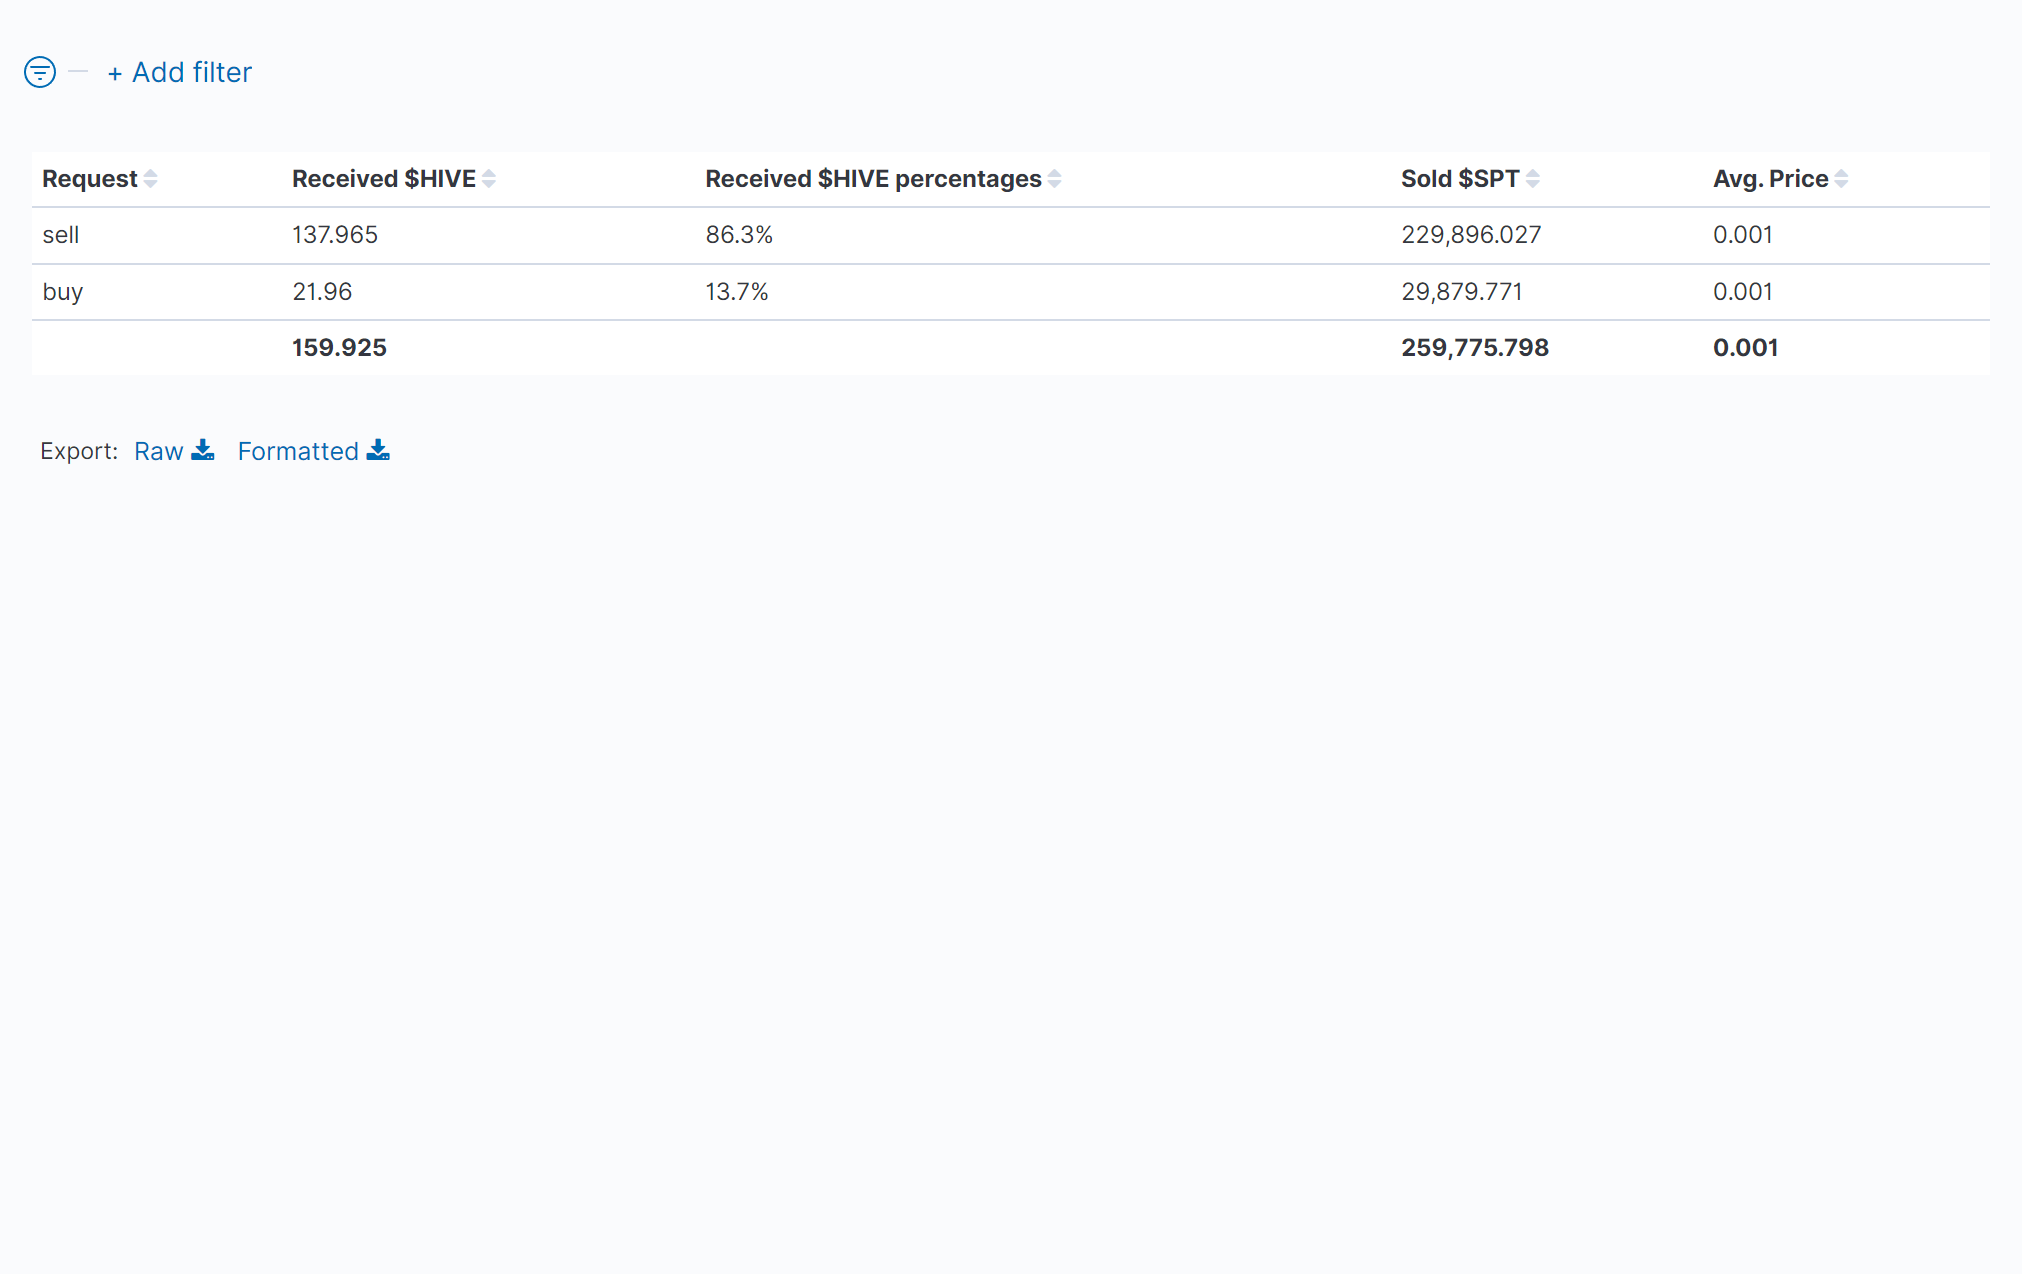 + Add filter
Request Received $HIVE Received $HIVE percentages Sold $SPT Avg. Price
sell 137.965 86.3% 229,896.027 0.001
buy 21.96 13.7% 29,879.771 0.001
159.925 259,775.798 0.001
Export: Raw Formatted